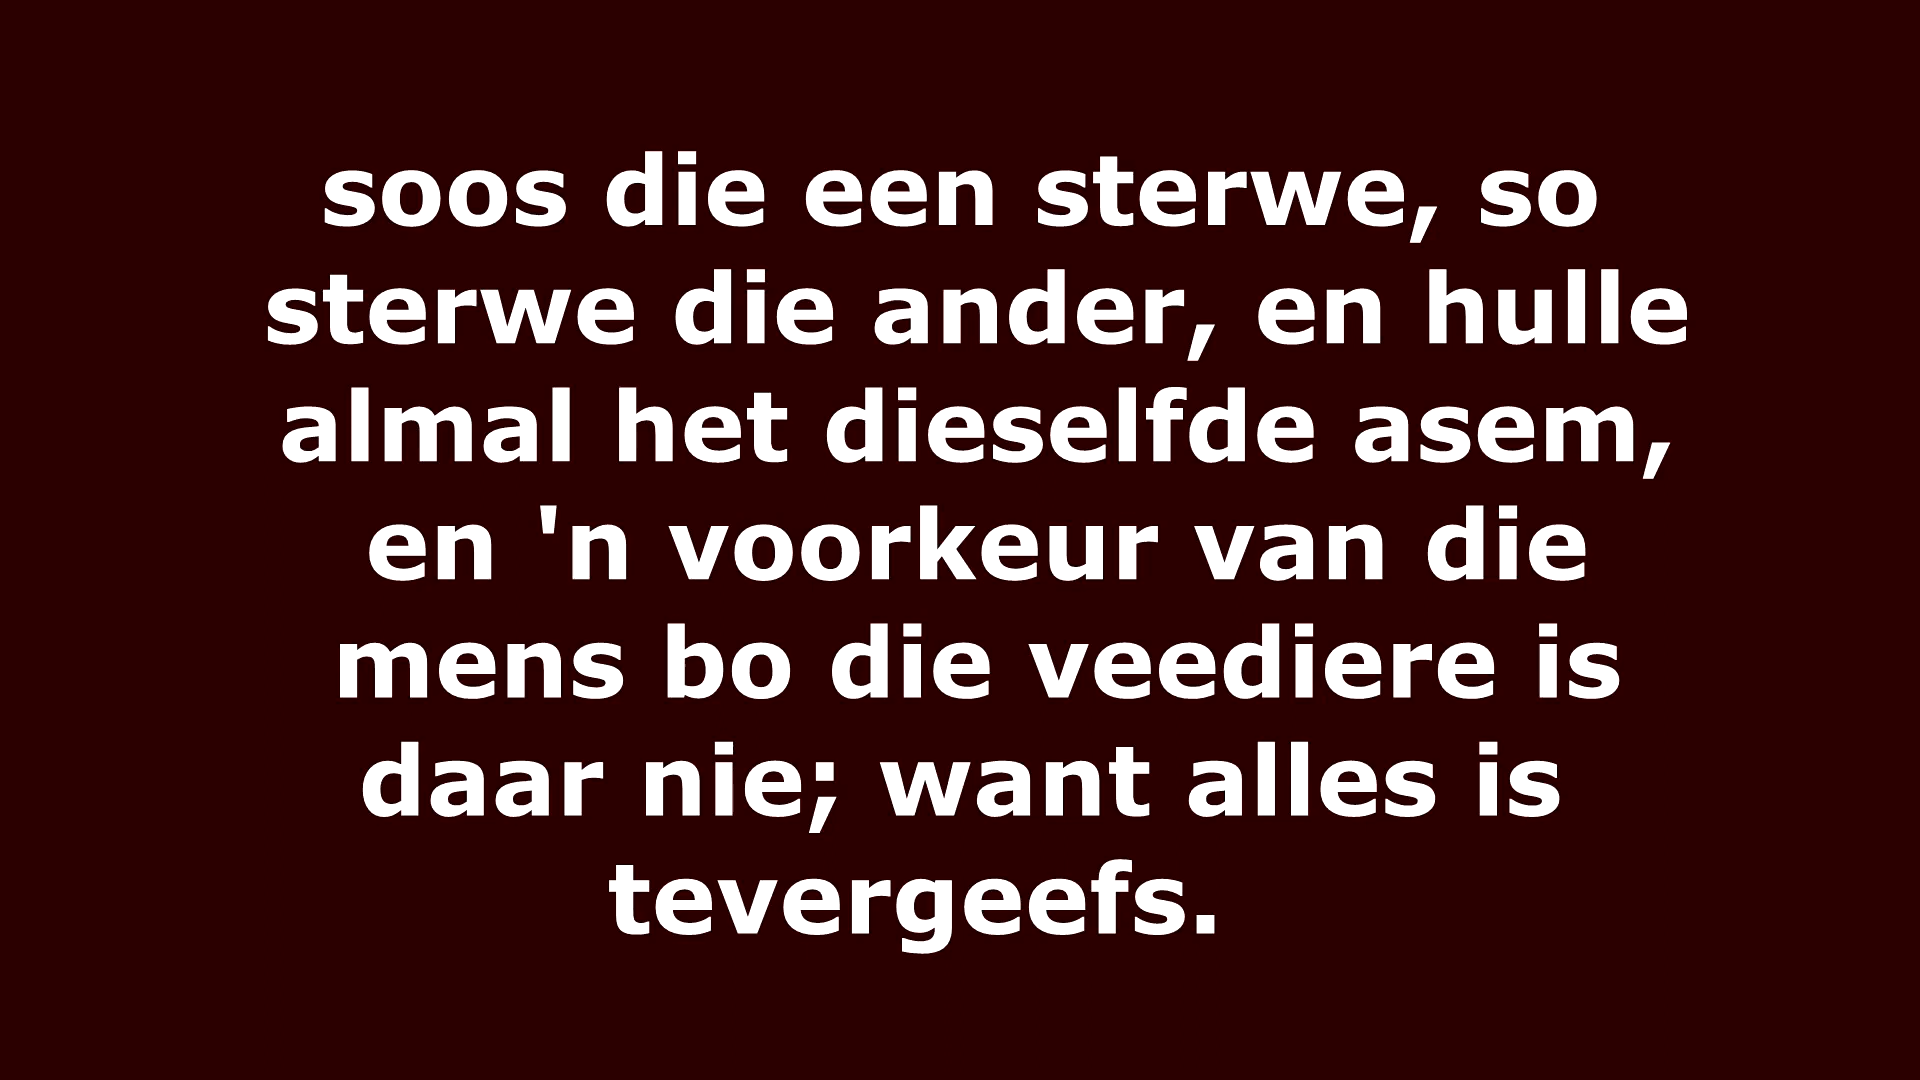 soos die een sterwe, so
sterwe die ander, en hulle
almal het dieselfde asem,
en 'n voorkeur van die
mens bo die veediere is
daar nie; want alles is
tevergeefs.